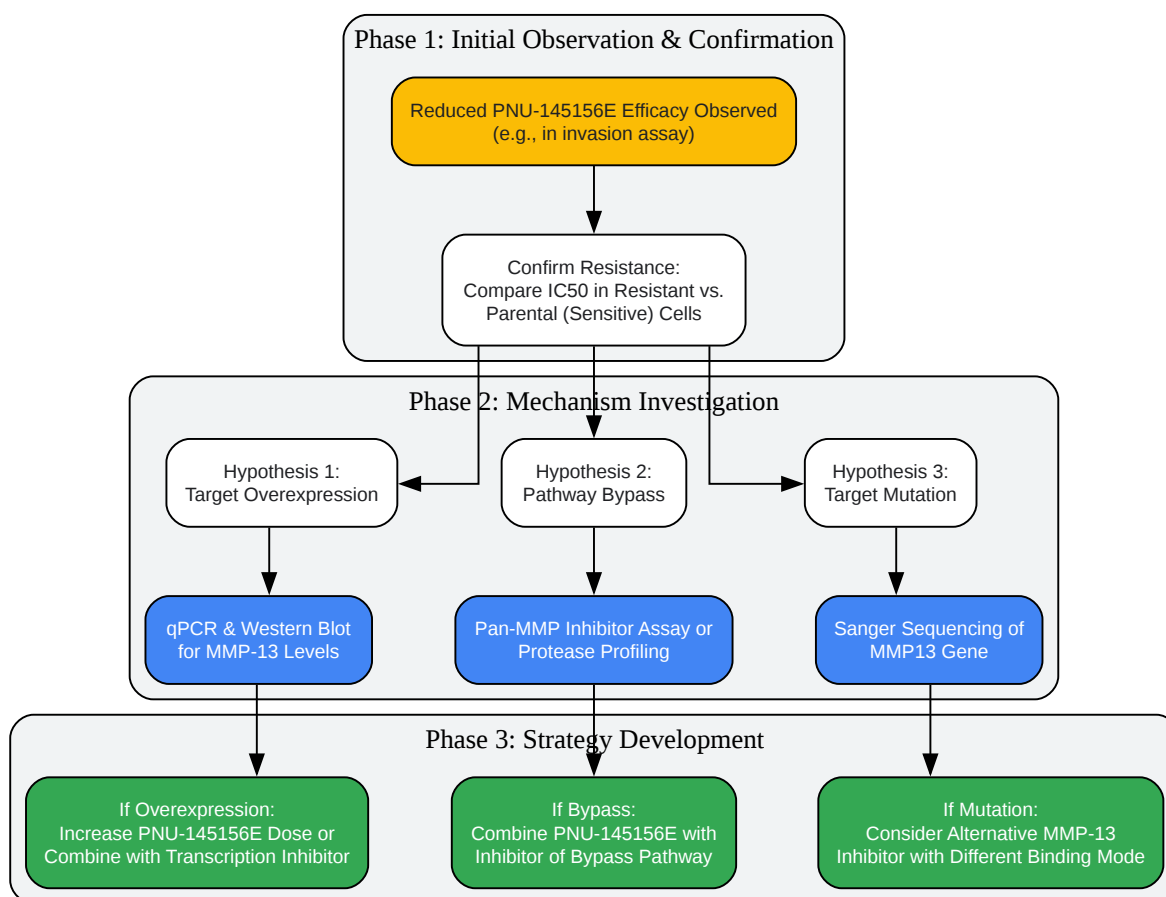 Phase 1: Initial Observation & Confirmation
Reduced PNU-145156E Efficacy Observed
(e.g., in invasion assay)
Confirm Resistance:
Compare IC50 in Resistant vs.
Parental (Sensitive) Cells
Phase 2: Mechanism Investigation
Hypothesis 1:
Target Overexpression
Hypothesis 2:
Pathway Bypass
Hypothesis 3:
Target Mutation
qPCR & Western Blot
for MMP-13 Levels
Pan-MMP Inhibitor Assay or
Protease Profiling
Sanger Sequencing of
MMP13 Gene
Phase 3: Strategy Development
If Overexpression:
Increase PNU-145156E Dose or
Combine with Transcription Inhibitor
If Bypass:
Combine PNU-145156E with
Inhibitor of Bypass Pathway
If Mutation:
Consider Alternative MMP-13
Inhibitor with Different Binding Mode